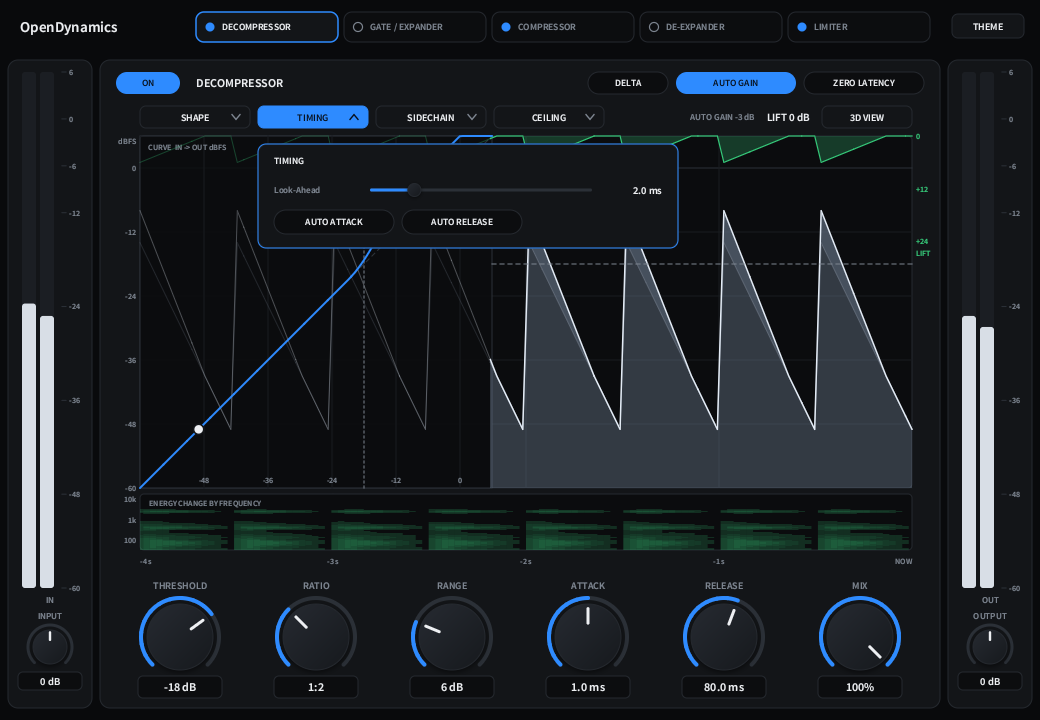 OpenDynamics
DECOMPRESSOR
GATE / EXPANDER
COMPRESSOR
DE-EXPANDER
LIMITER
THEME
ON
DECOMPRESSOR
DELTA
AUTO GAIN
ZERO LATENCY
SHAPE
TIMING
SIDECHAIN
CEILING
AUTO GAIN -3 dB
LIFT 0 dB
3D VIEW
6
0
-6
-12
-24
-36
-48
-60
IN
INPUT
0 dB
dBFS
0
-12
-24
-36
-48
-60
CURVE IN -> OUT dBFS
TIMING
Look-Ahead
2.0 ms
AUTO ATTACK
AUTO RELEASE
0
+12
+24
LIFT
-48
-36
-24
-12
0
10k
1k
100
ENERGY CHANGE BY FREQUENCY
-4s
-3s
-2s
-1s
NOW
THRESHOLD
RATIO
RANGE
ATTACK
RELEASE
MIX
-18 dB
1:2
6 dB
1.0 ms
80.0 ms
100%
6
0
-6
-12
-24
-36
-48
-60
OUT
OUTPUT
0 dB